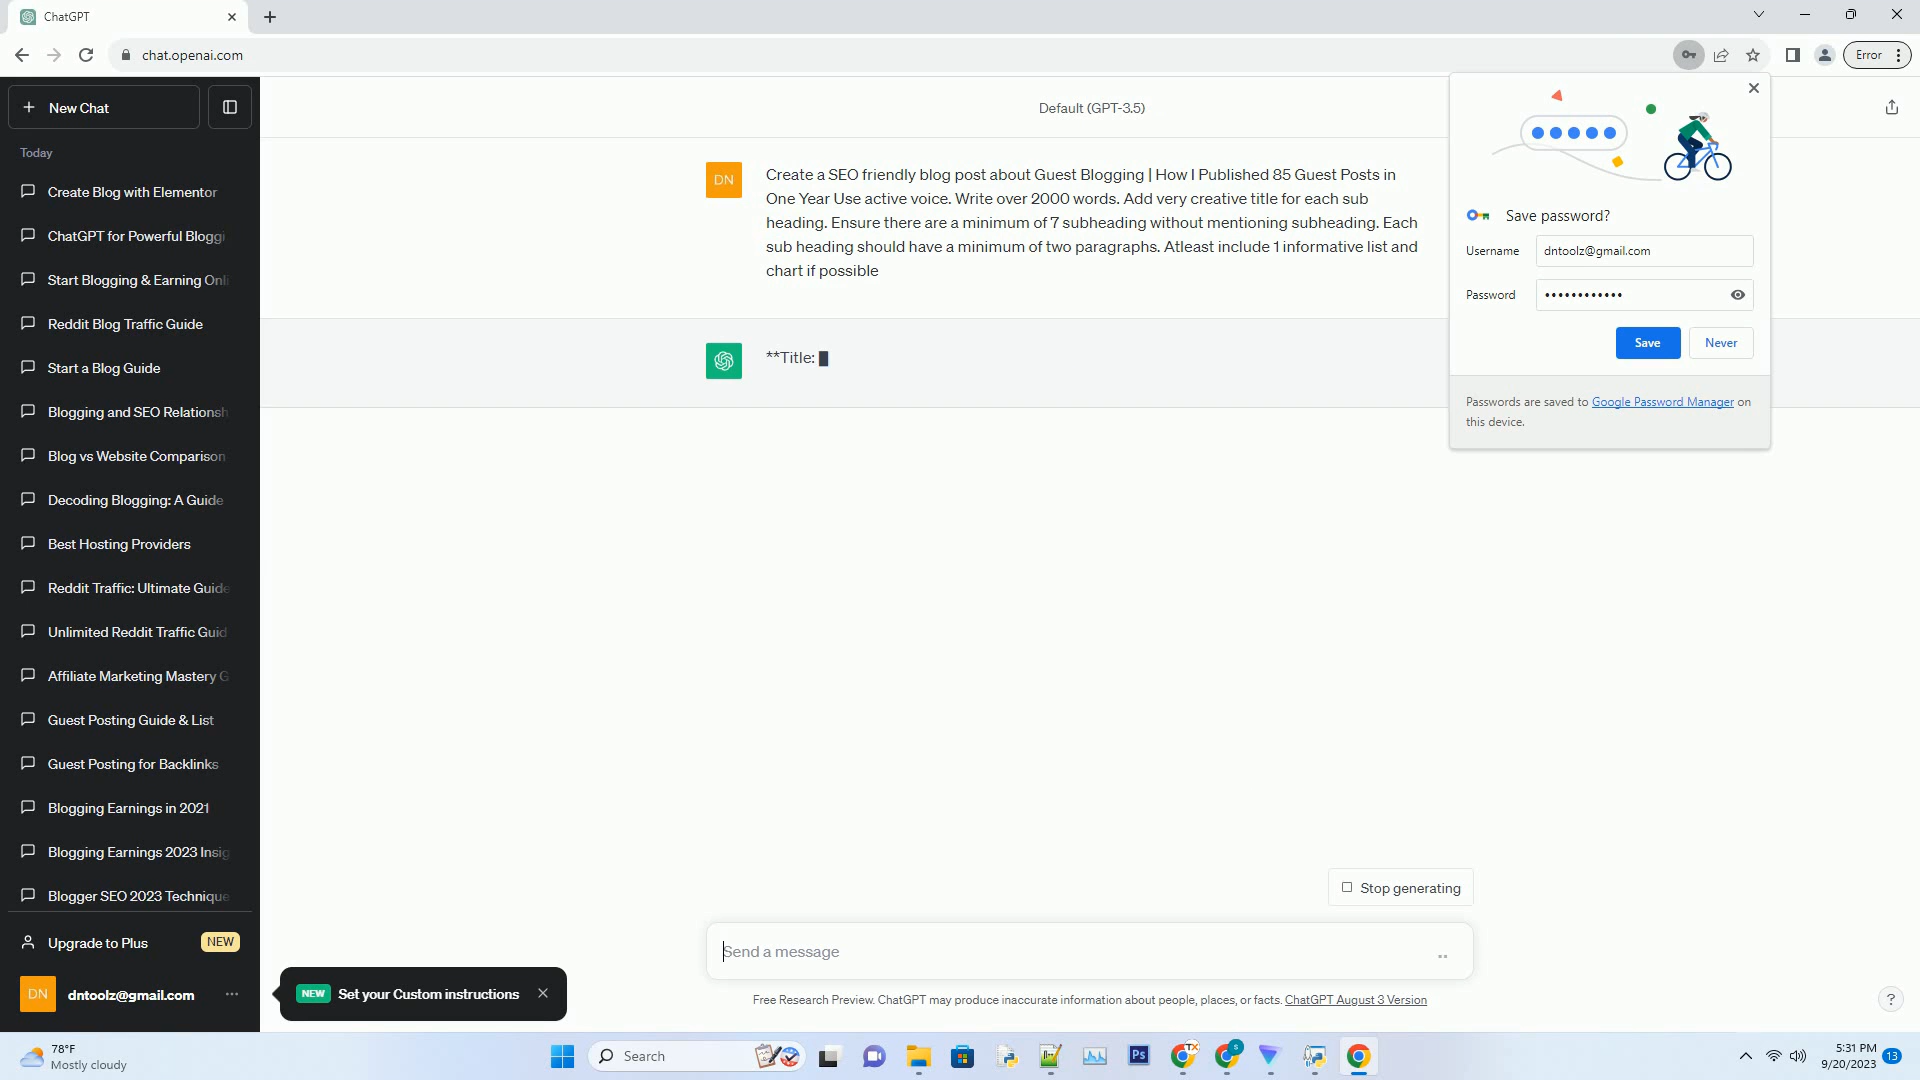 ChatGPT
chat.openai.com
Error
New Chat
Today
Create Blog with Elementor
ChatGPT for Powerful Bloggi
Start Blogging & Earning Onli
Reddit Blog Traffic Guide
Start a Blog Guide
Blogging and SEO Relationsh
Blog vs Website Comparison
Decoding Blogging: A Guide
Best Hosting Providers
Reddit Traffic: Ultimate Guide
Unlimited Reddit Traffic Guid
Affiliate Marketing Mastery G
Guest Posting Guide & List
Guest Posting for Backlinks
Blogging Earnings in 2021
Blogging Earnings 2023 Insig
Blogger SEO 2023 Technique
Upgrade to Plus NEW
DN dntoolz@gmail.com
Default (GPT-3.5)
DN
Create a SEO friendly blog post about Guest Blogging | How I Published 85 Guest Posts in
One Year Use active voice. Write over 2000 words. Add very creative title for each sub
heading. Ensure there are a minimum of 7 subheading without mentioning subheading. Each
sub heading should have a minimum of two paragraphs. Atleast include 1 informative list and
chart if possible
**Title:
Save password?
Username dntoolz@gmail.com
Password ••••••••••••
Save Never
Passwords are saved to Google Password Manager on
this device.
Stop generating
Send a message
NEW Set your Custom instructions
Free Research Preview. ChatGPT may produce inaccurate information about people, places, or facts. ChatGPT August 3 Version
?
78°F
Mostly cloudy
Search
Ps
TX
S
5:31 PM
9/20/2023
13